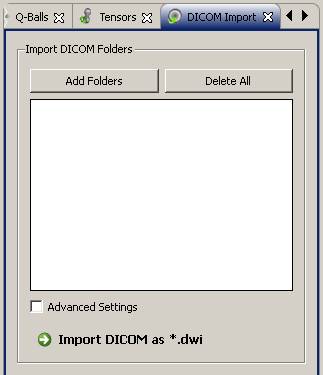 Q-Balls Tensors DICOM Import
Import DICOM Folders
Add Folders Delete All
Advanced Settings
Import DICOM as *.dwi